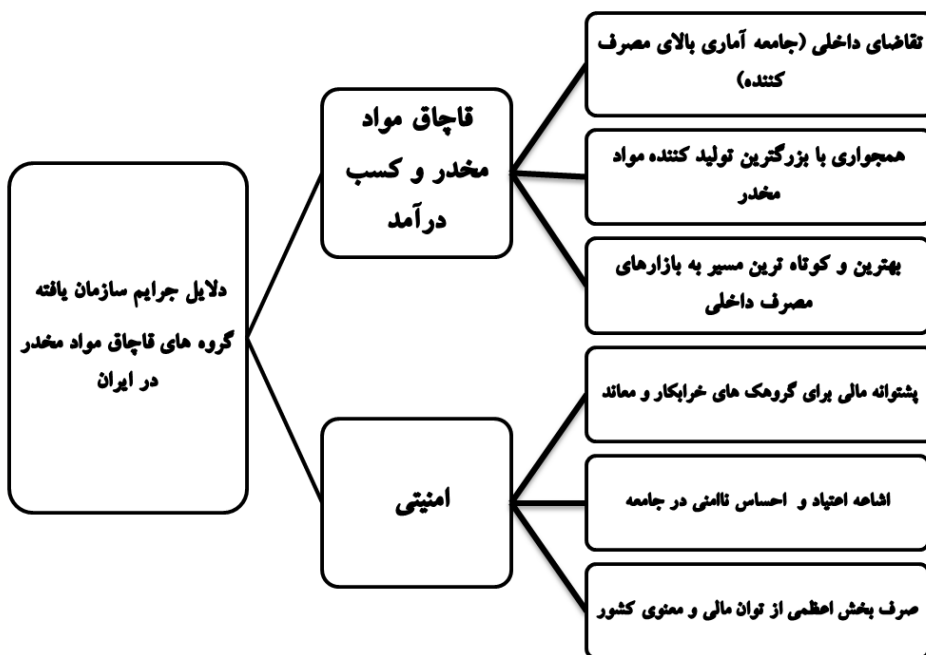 دلایل جرایم سازمان یافته
گروه های قاچاق مواد مخدر
در ایران
قاچاق مواد
مخدر و کسب
درآمد
تقاضای داخلی (جامعه آماری بالای مصرف
کننده)
همجواری با بزرگترین تولید کننده مواد
مخدر
بهترین و کوتاه ترین مسیر به بازارهای
مصرف داخلی
امنیتی
پشتوانه مالی برای گروهک های خرابکار و معاند
اشاعه اعتیاد و احساس ناامنی در جامعه
صرف بخش اعظمی از توان مالی و معنوی کشور